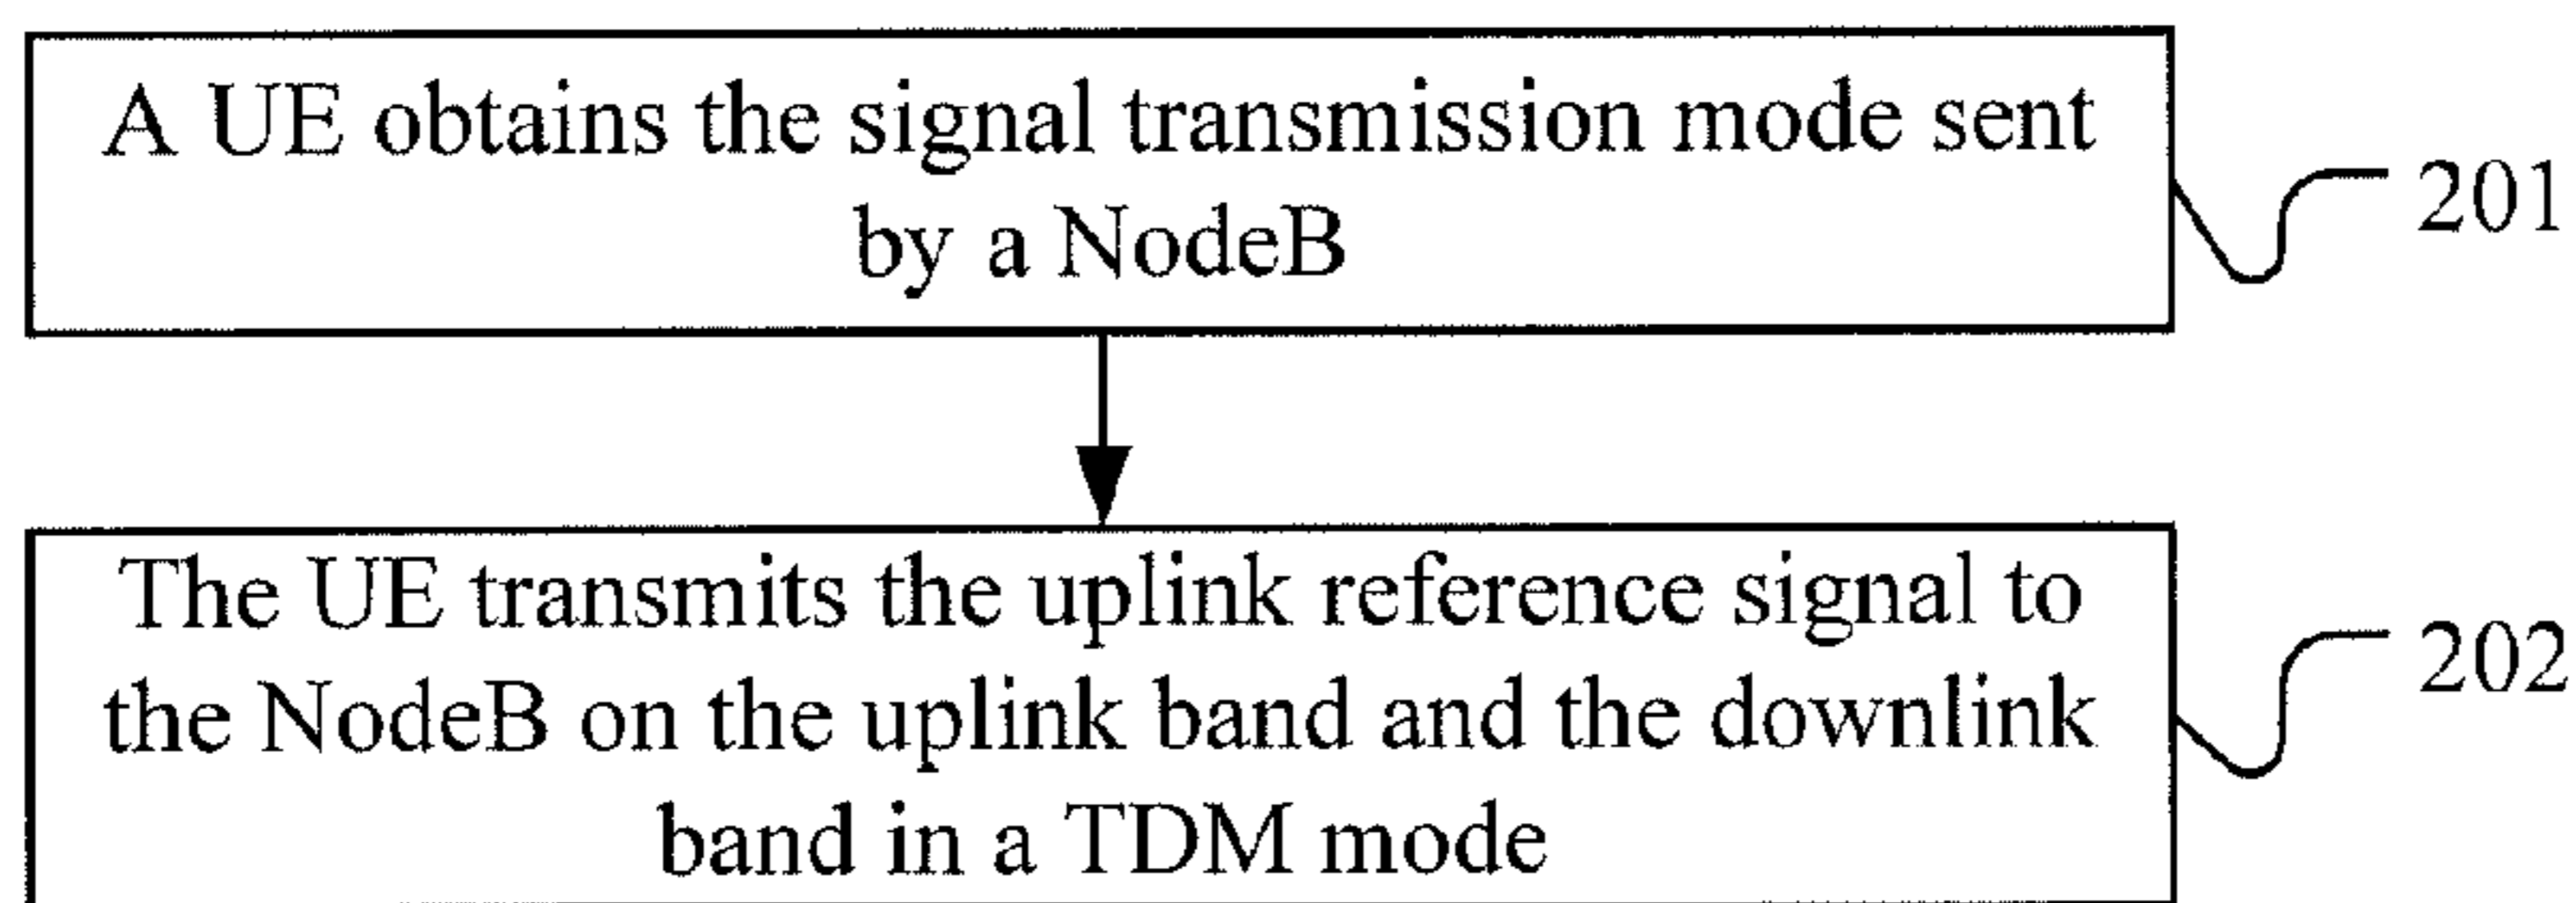 A UE obtains the signal transmission mode sent
by a NodeB
201
The UE transmits the uplink reference signal to
the NodeB on the uplink band and the downlink
band in a TDM mode
202